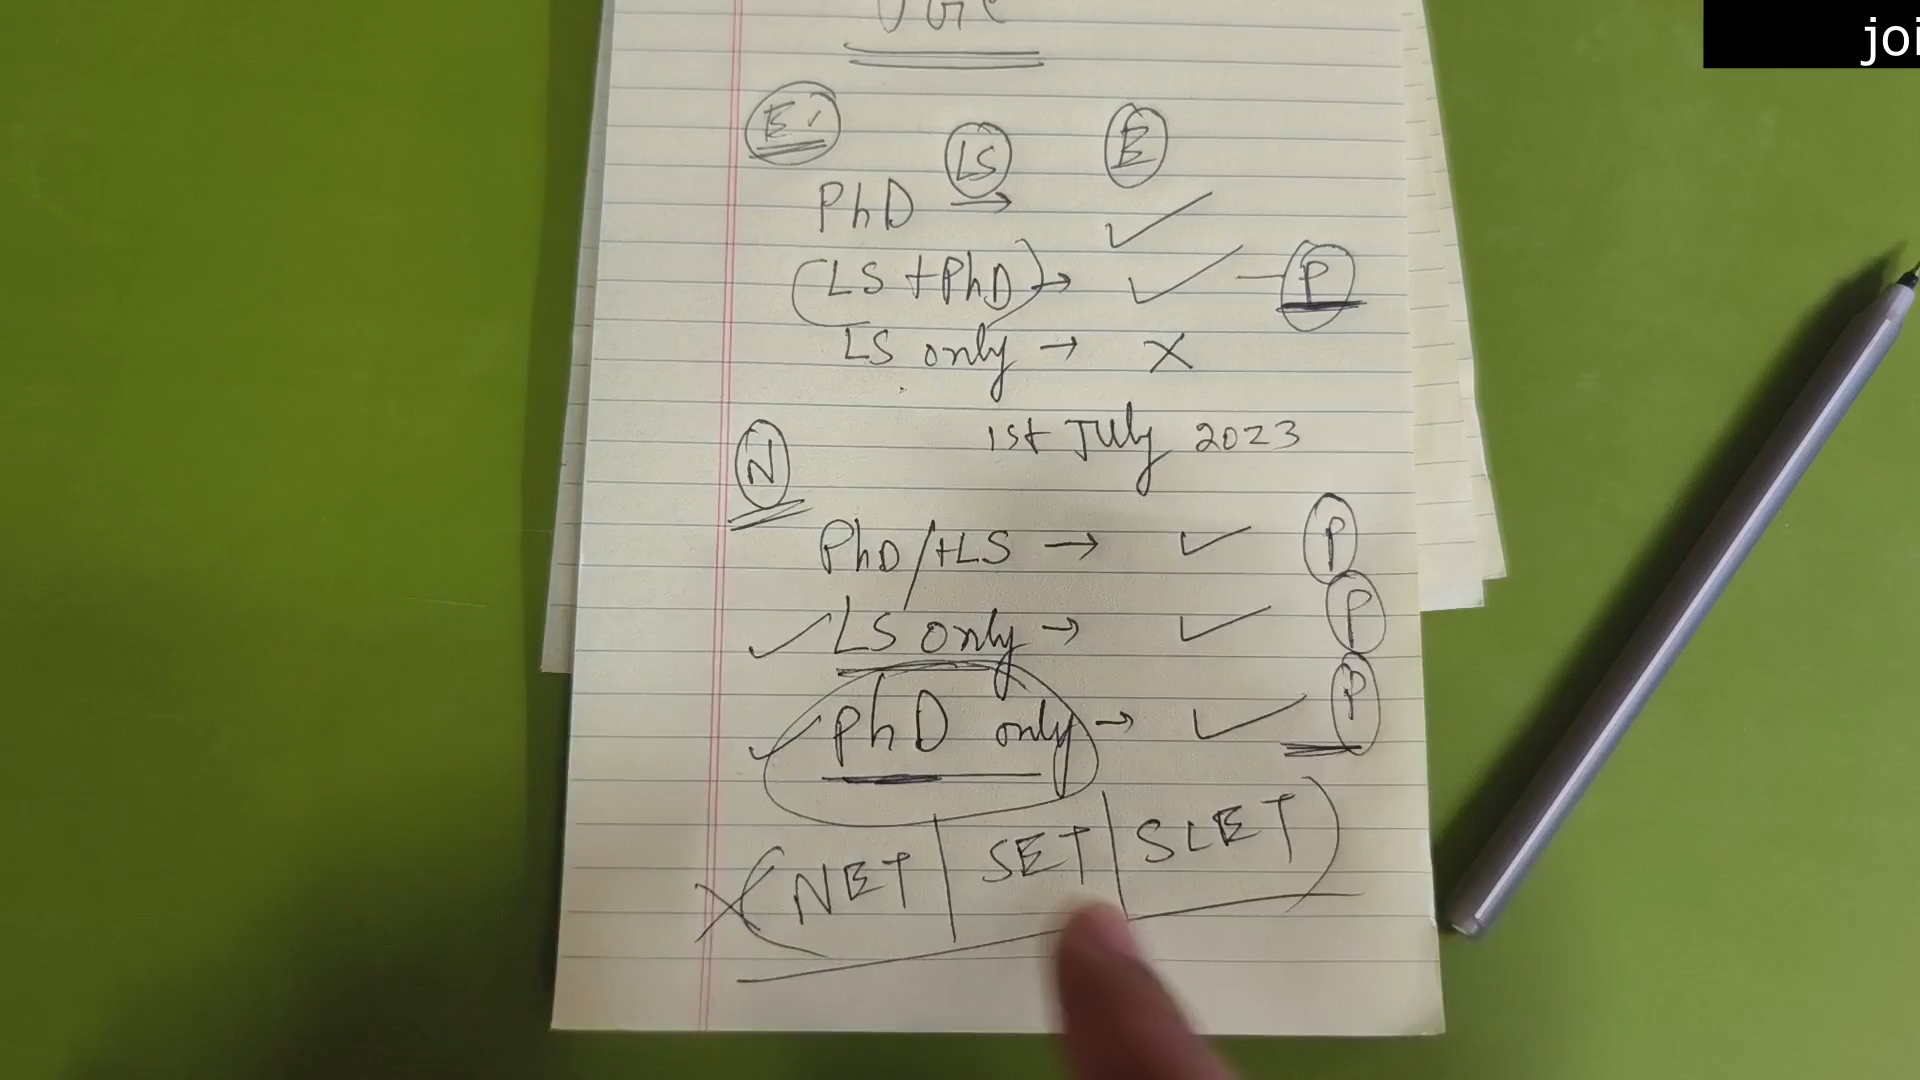 UGC
joi
E.
LS
E
PhD →
(LS + PhD) → P
LS only → X
1st July 2023
N
PhD/+LS → P
LS only → P
PhD only → P
X (NET | SET | SLET)